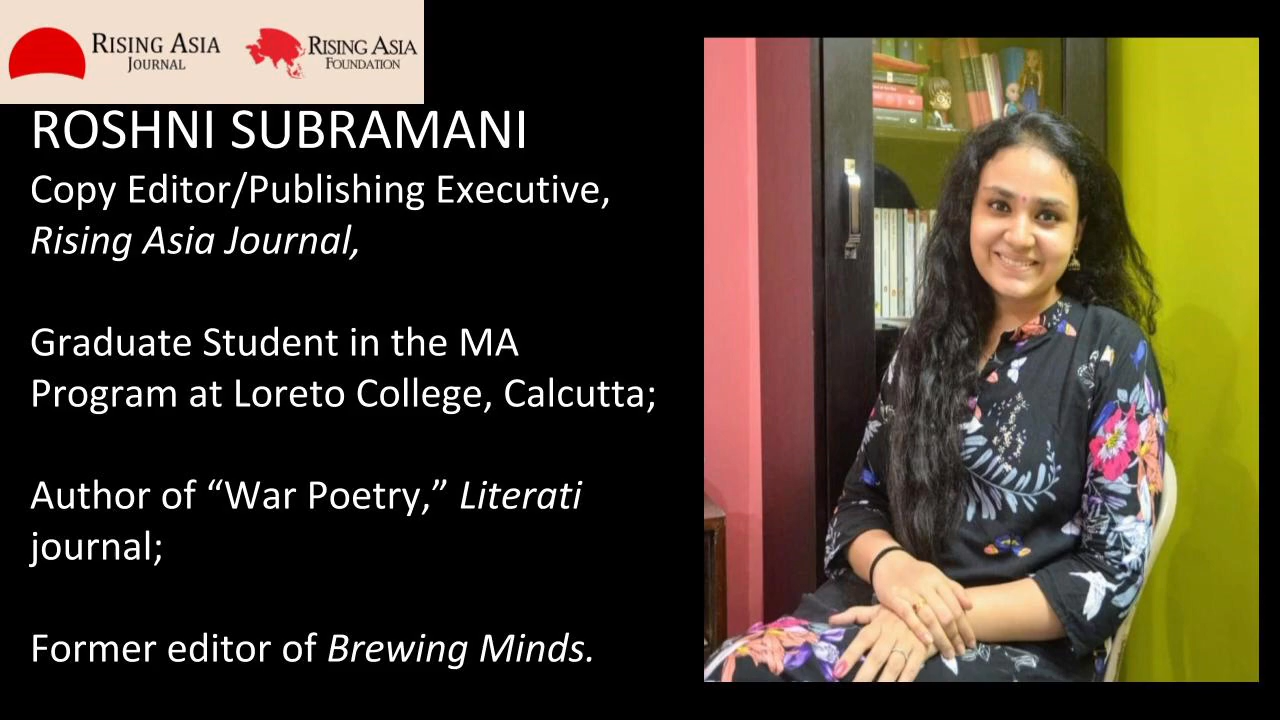 RISING ASIA
JOURNAL
RISING ASIA
FOUNDATION
ROSHNI SUBRAMANI
Copy Editor/Publishing Executive,
Rising Asia Journal,
Graduate Student in the MA
Program at Loreto College, Calcutta;
Author of “War Poetry,” Literati
journal;
Former editor of Brewing Minds.